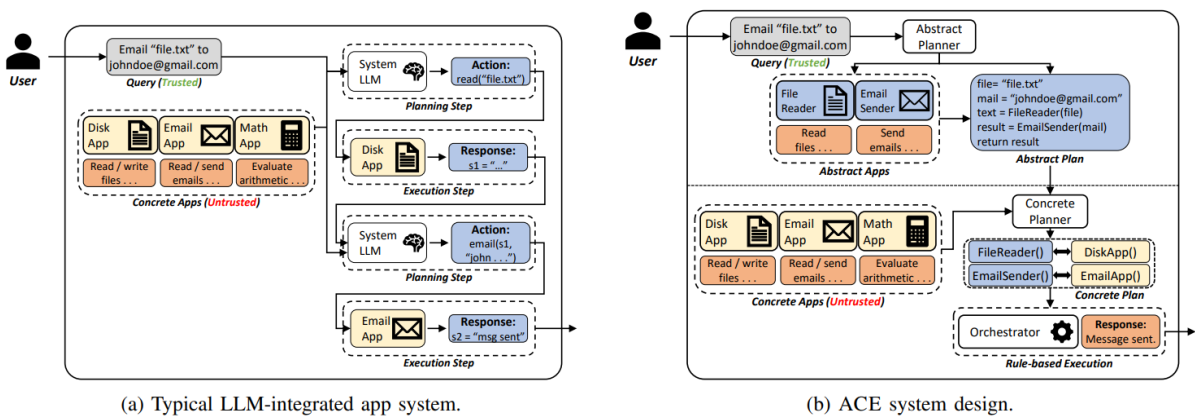 User
Email “file.txt” to
johndoe@gmail.com
Query (Trusted)
Disk
App
Email
App
Math
App
Read / write
files . . .
Read / send
emails . . .
Evaluate
arithmetic . . .
Concrete Apps (Untrusted)
System
LLM
Action:
read(“file.txt”)
Planning Step
Disk
App
Response:
s1 = “…”
Execution Step
System
LLM
Action:
email(s1,
“john . . .”)
Planning Step
Email
App
Response:
s2 = “msg sent”
Execution Step
(a) Typical LLM-integrated app system.
User
Email “file.txt” to
johndoe@gmail.com
Query (Trusted)
Abstract
Planner
File
Reader
Email
Sender
Read
files . . .
Send
emails . . .
Abstract Apps
file= “file.txt”
mail = “johndoe@gmail.com”
text = FileReader(file)
result = EmailSender(mail)
return result
Abstract Plan
Disk
App
Email
App
Math
App
Read / write
files . . .
Read / send
emails . . .
Evaluate
arithmetic . . .
Concrete Apps (Untrusted)
Concrete
Planner
FileReader()
DiskApp()
EmailSender()
EmailApp()
Concrete Plan
Orchestrator
Response:
Message sent.
Rule-based Execution
(b) ACE system design.